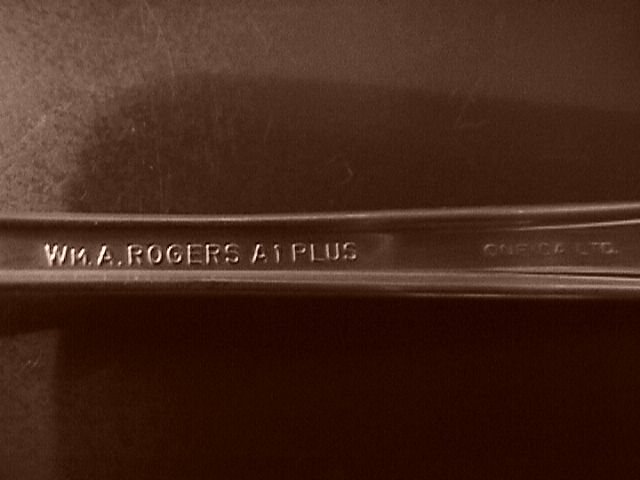 WM.A.ROGERS A1 PLUS ONEIDA LTD.